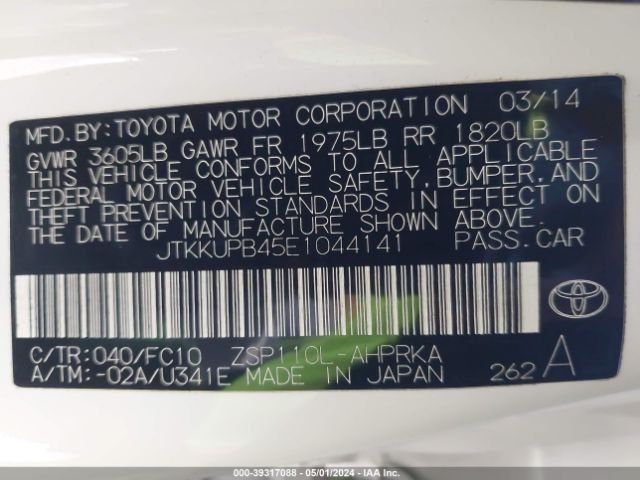 MFD. BY: TOYOTA MOTOR CORPORATION 03/14
GVWR 3605LB GAWR FR 1975LB RR 1820LB
THIS VEHICLE CONFORMS TO ALL APPLICABLE
FEDERAL MOTOR VEHICLE SAFETY, BUMPER, AND
THEFT PREVENTION STANDARDS IN EFFECT ON
THE DATE OF MANUFACTURE SHOWN ABOVE.
JTKKUPB45E1044141 PASS. CAR
C/TR: 040/FC10 ZSP110L-AHPRKA
A/TM: -02A/U341E MADE IN JAPAN 262 A
000-39317088 - 05/01/2024 - IAA Inc.